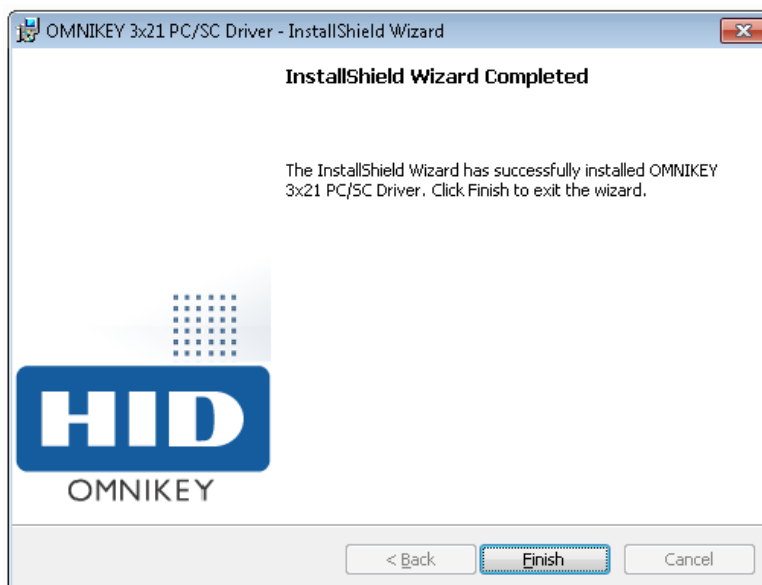 OMNIKEY 3x21 PC/SC Driver - InstallShield Wizard
InstallShield Wizard Completed
The InstallShield Wizard has successfully installed OMNIKEY
3x21 PC/SC Driver. Click Finish to exit the wizard.
HID
OMNIKEY
< Back
Finish
Cancel